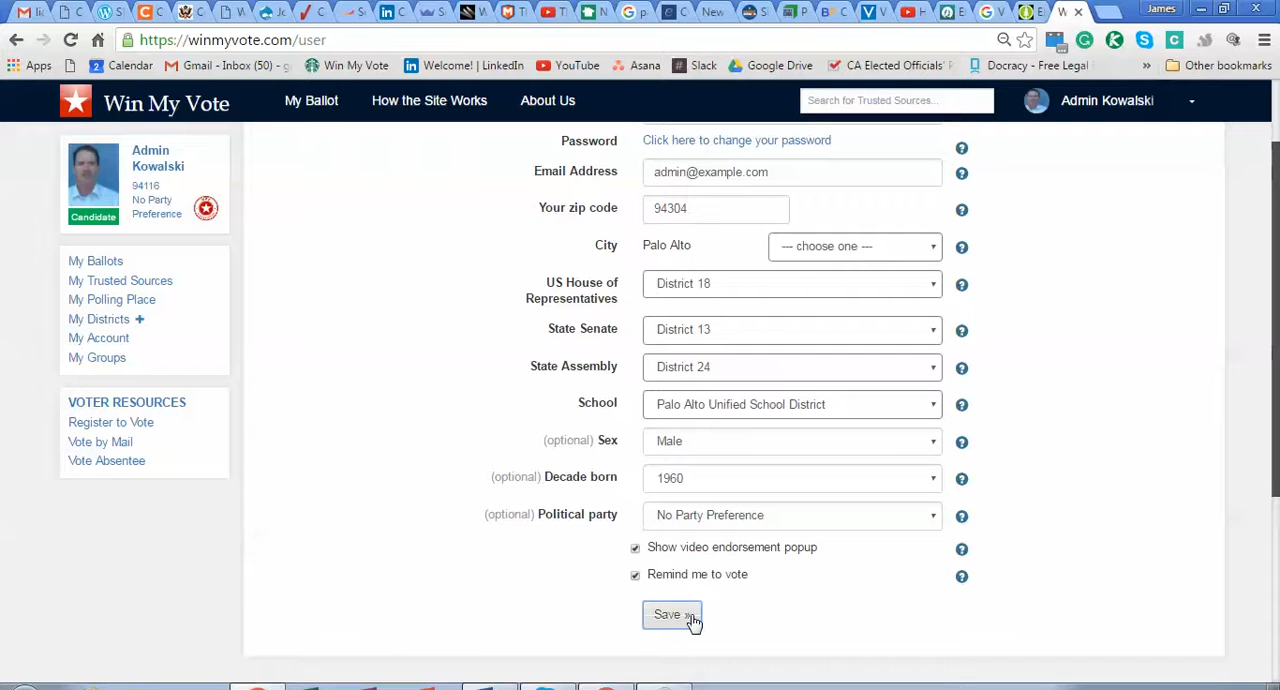 James
https://winmyvote.com/user
Apps Calendar Gmail - Inbox (50) - Win My Vote Welcome! | LinkedIn YouTube Asana Slack Google Drive CA Elected Officials' Docracy - Free Legal » Other bookmarks
Win My Vote My Ballot How the Site Works About Us Search for Trusted Sources... Admin Kowalski
Admin
Kowalski
94116
No Party
Preference
Candidate
My Ballots
My Trusted Sources
My Polling Place
My Districts +
My Account
My Groups
VOTER RESOURCES
Register to Vote
Vote by Mail
Vote Absentee
Password Click here to change your password ?
Email Address admin@example.com ?
Your zip code 94304 ?
City Palo Alto --- choose one --- ?
US House of
Representatives District 18 ?
State Senate District 13 ?
State Assembly District 24 ?
School Palo Alto Unified School District ?
(optional) Sex Male ?
(optional) Decade born 1960 ?
(optional) Political party No Party Preference ?
Show video endorsement popup ?
Remind me to vote ?
Save »